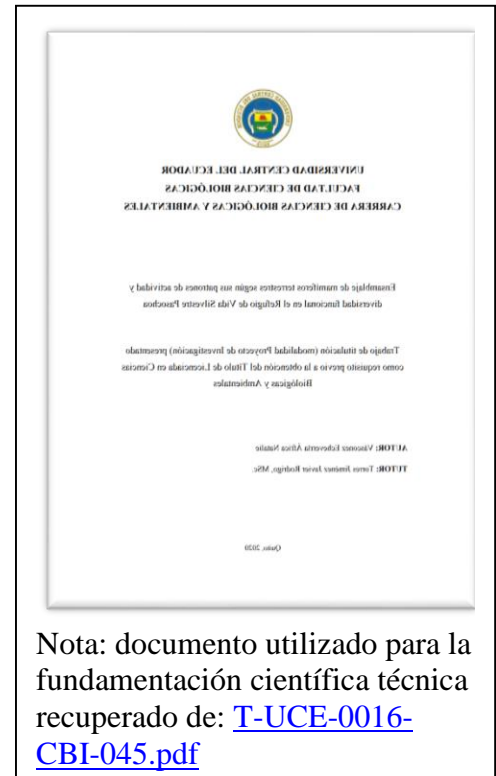 UNIVERSIDAD CENTRAL DEL ECUADOR
FACULTAD DE CIENCIAS BIOLÓGICAS
CARRERA DE CIENCIAS BIOLÓGICAS Y AMBIENTALES
Ensamblaje de mamíferos terrestres según sus patrones de actividad y
diversidad funcional en el Refugio de Vida Silvestre Pasochoa
Trabajo de titulación (modalidad Proyecto de Investigación) presentado
como requisito previo a la obtención del Título de Licenciada en Ciencias
Biológicas y Ambientales
AUTOR: Vásconez Echeverría África Natalie
TUTOR: Torres Jiménez Javier Rodrigo, MSc.
Quito, 2020
Nota: documento utilizado para la
fundamentación científica técnica
recuperado de: T-UCE-0016-
CBI-045.pdf